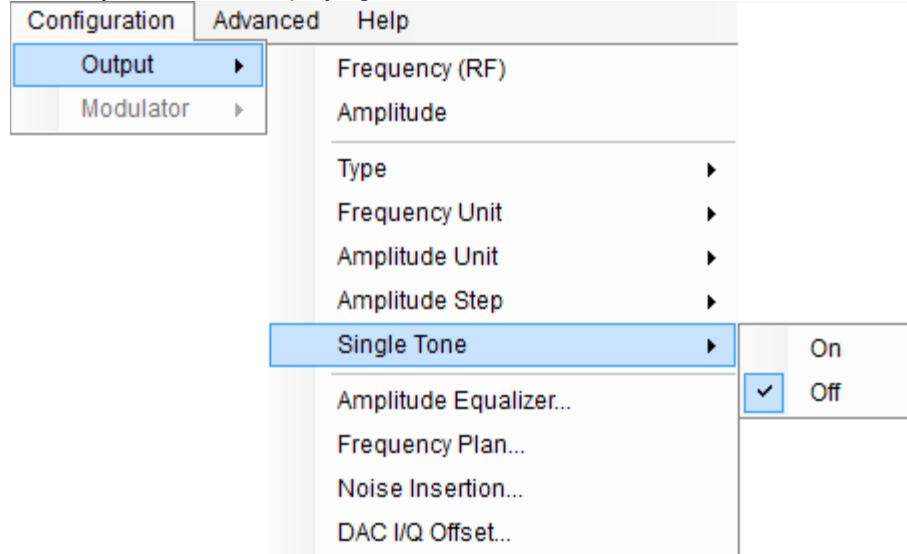 Configuration Advanced Help
Output
Modulator
Frequency (RF)
Amplitude
Type
Frequency Unit
Amplitude Unit
Amplitude Step
Single Tone
On
Off
Amplitude Equalizer...
Frequency Plan...
Noise Insertion...
DAC I/Q Offset...